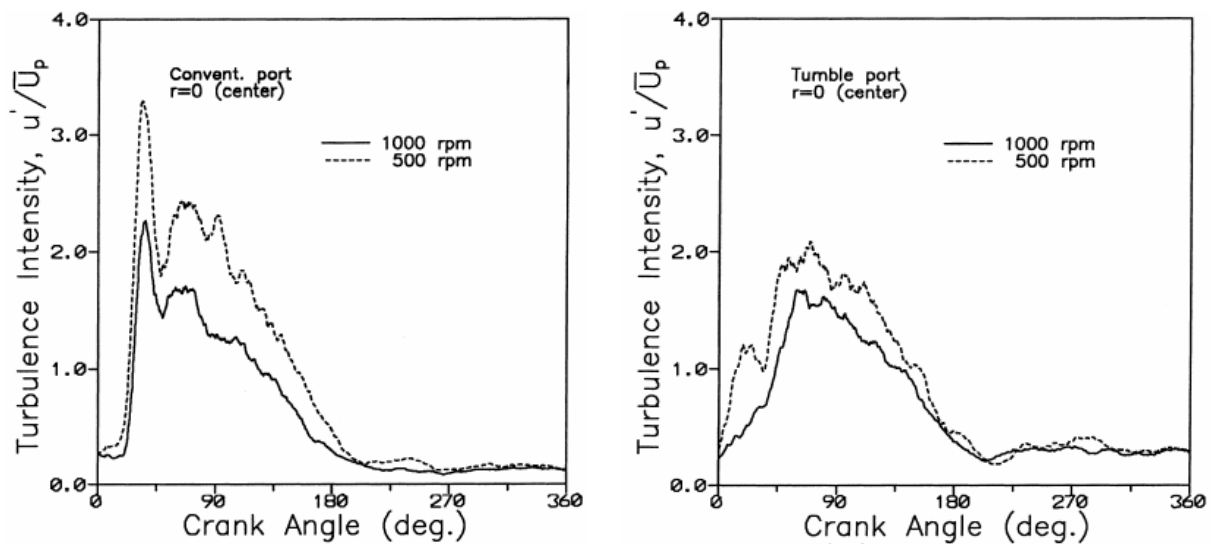 4.0
Convent. port
r=0 (center)
3.0
1000 rpm
500 rpm
2.0
1.0
0.0
0 90 180 270 360
Crank Angle (deg.)
Turbulence Intensity, u'/U̅p
4.0
Tumble port
r=0 (center)
3.0
1000 rpm
500 rpm
2.0
1.0
0.0
0 90 180 270 360
Crank Angle (deg.)
Turbulence Intensity, u'/U̅p